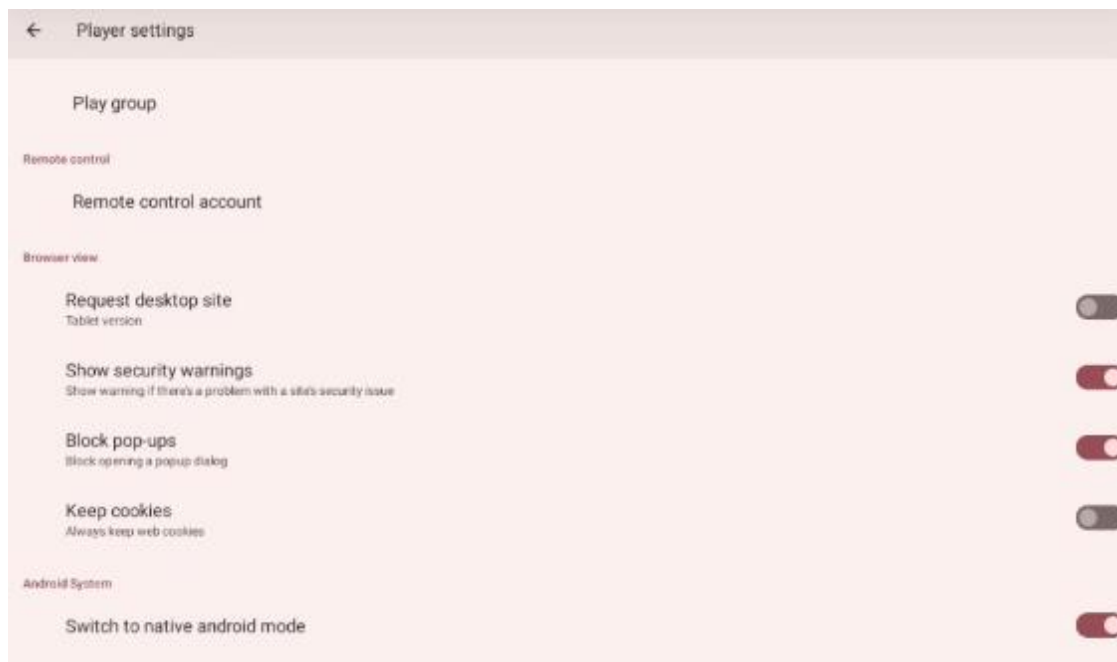 Player settings
Play group
Remote control
Remote control account
Browser view
Request desktop site
Tablet version
Show security warnings
Show warning if there's a problem with a site's security issue
Block pop-ups
Block opening a popup dialog
Keep cookies
Always keep web cookies
Android System
Switch to native android mode